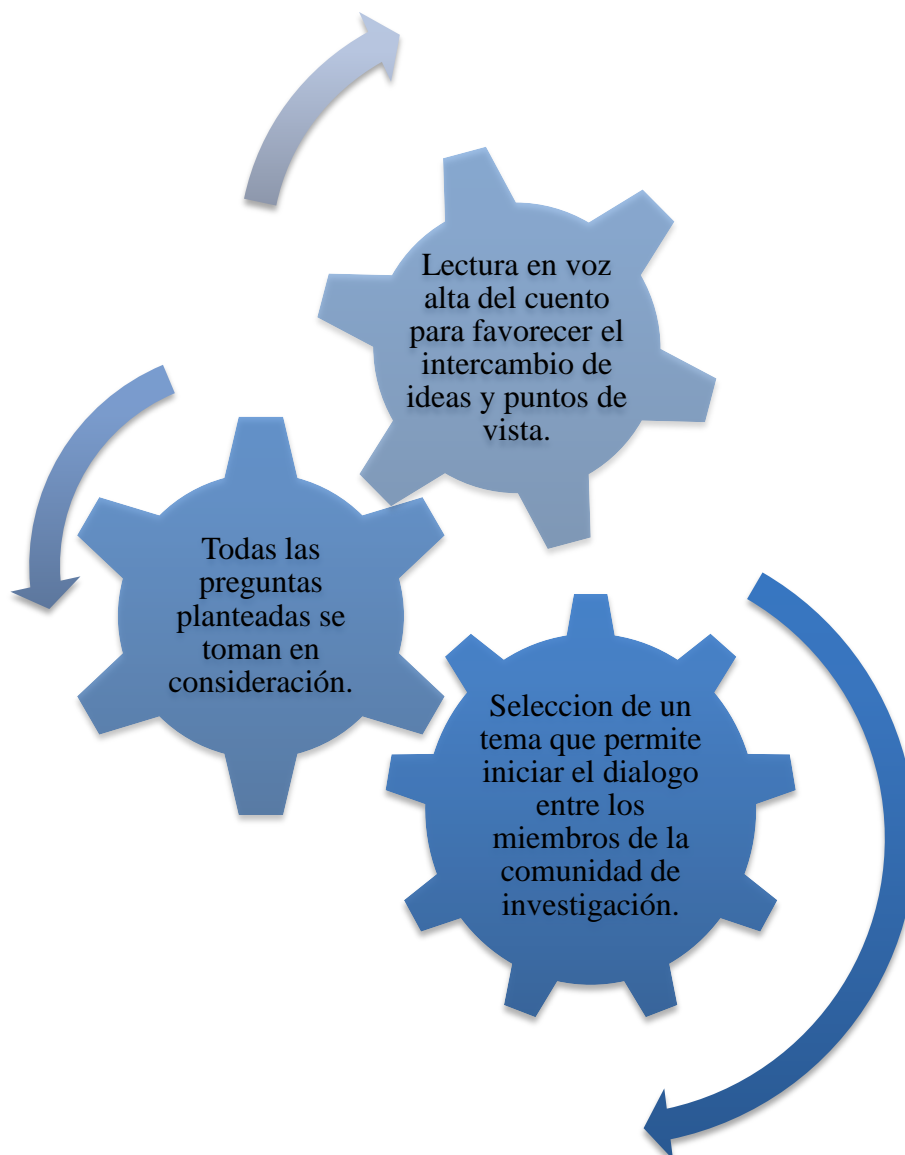 Lectura en voz
alta del cuento
para favorecer el
intercambio de
ideas y puntos de
vista.
Todas las
preguntas
planteadas se
toman en
consideración.
Seleccion de un
tema que permite
iniciar el dialogo
entre los
miembros de la
comunidad de
investigación.